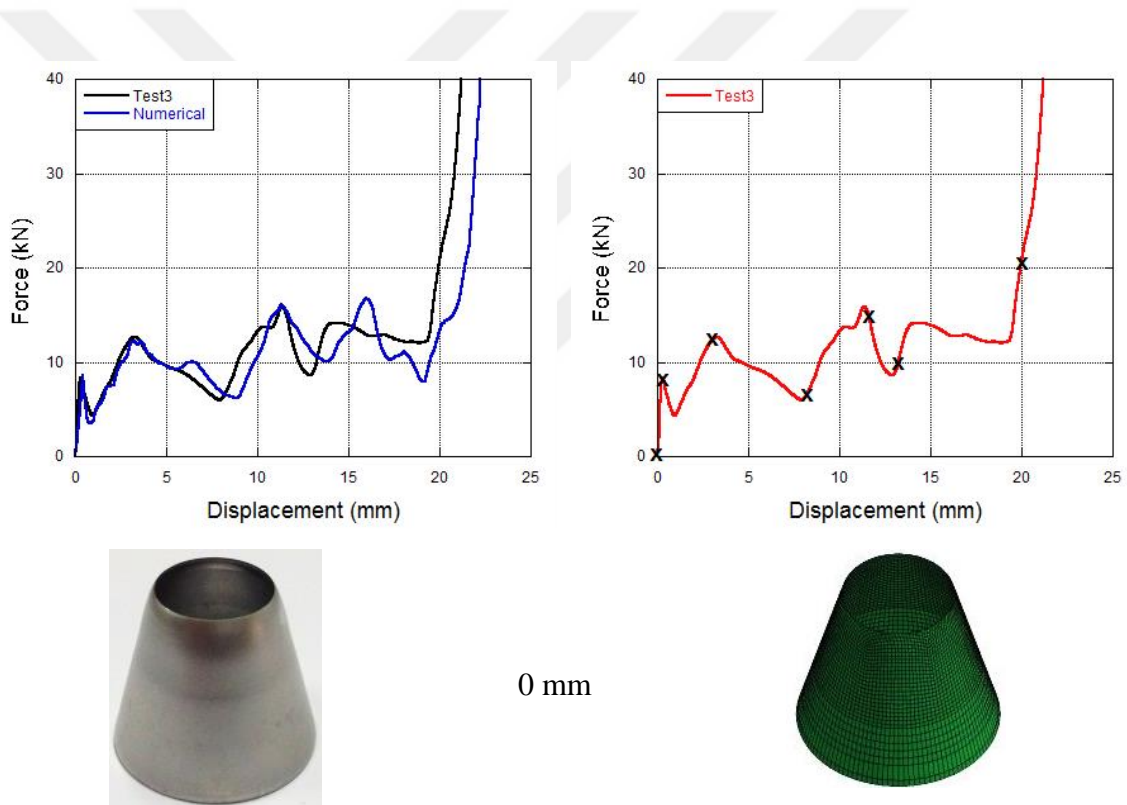 40
30
20
10
0
Force (kN)
Test3
Numerical
0 5 10 15 20 25
Displacement (mm)
40
30
20
10
0
Force (kN)
Test3
x x x x x x x
0 5 10 15 20 25
Displacement (mm)
0 mm